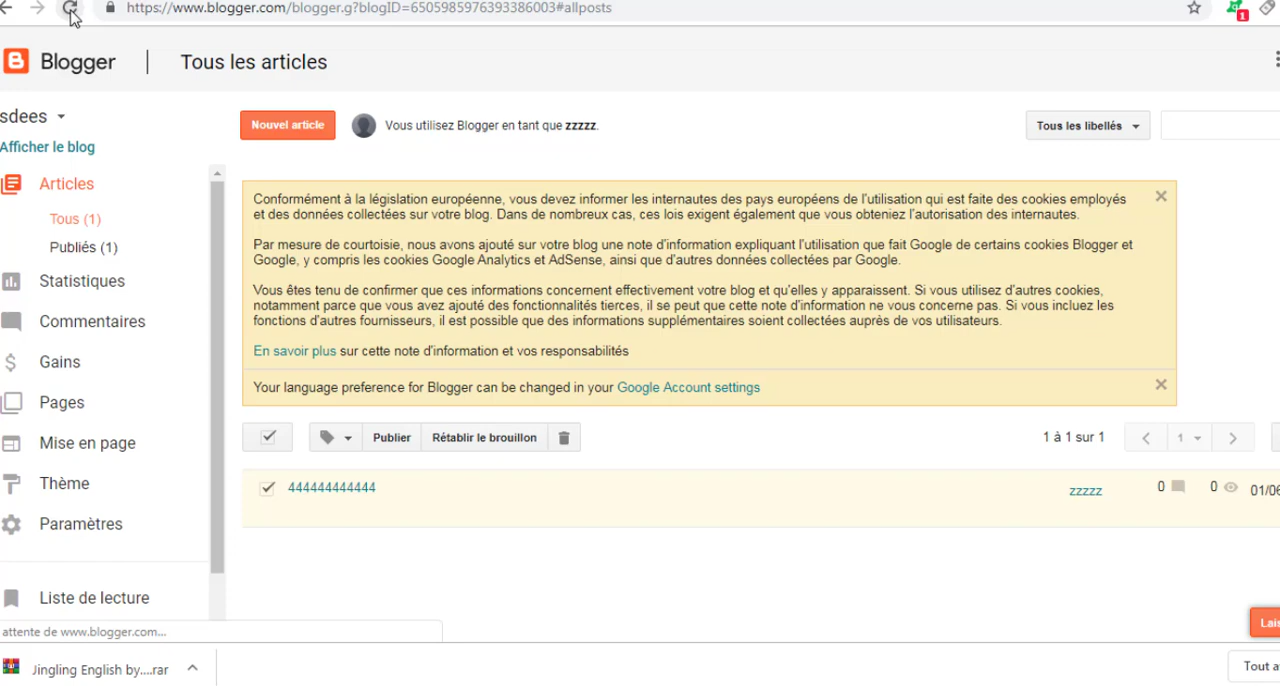 https://www.blogger.com/blogger.g?blogID=6505985976393386003#allposts
1
Blogger
Tous les articles
sdees
Afficher le blog
Nouvel article
Vous utilisez Blogger en tant que zzzzz.
Tous les libellés
Articles
Tous (1)
Publiés (1)
Statistiques
Commentaires
Gains
Pages
Mise en page
Thème
Paramètres
Liste de lecture
Conformément à la législation européenne, vous devez informer les internautes des pays européens de l'utilisation qui est faite des cookies employés
et des données collectées sur votre blog. Dans de nombreux cas, ces lois exigent également que vous obteniez l'autorisation des internautes.
Par mesure de courtoisie, nous avons ajouté sur votre blog une note d'information expliquant l'utilisation que fait Google de certains cookies Blogger et
Google, y compris les cookies Google Analytics et AdSense, ainsi que d'autres données collectées par Google.
Vous êtes tenu de confirmer que ces informations concernent effectivement votre blog et qu'elles y apparaissent. Si vous utilisez d'autres cookies,
notamment parce que vous avez ajouté des fonctionnalités tierces, il se peut que cette note d'information ne vous concerne pas. Si vous incluez les
fonctions d'autres fournisseurs, il est possible que des informations supplémentaires soient collectées auprès de vos utilisateurs.
En savoir plus sur cette note d'information et vos responsabilités
Your language preference for Blogger can be changed in your Google Account settings
Publier
Rétablir le brouillon
1 à 1 sur 1
1
444444444444
zzzzz
0
0
01/06
Lais
attente de www.blogger.com...
Jingling English by....rar
Tout a